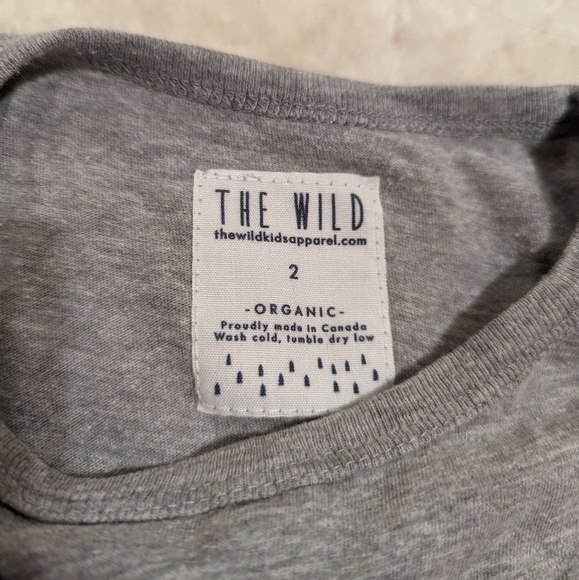 THE WILD
thewildkidsapparel.com
2
-ORGANIC-
Proudly made in Canada
Wash cold, tumble dry low